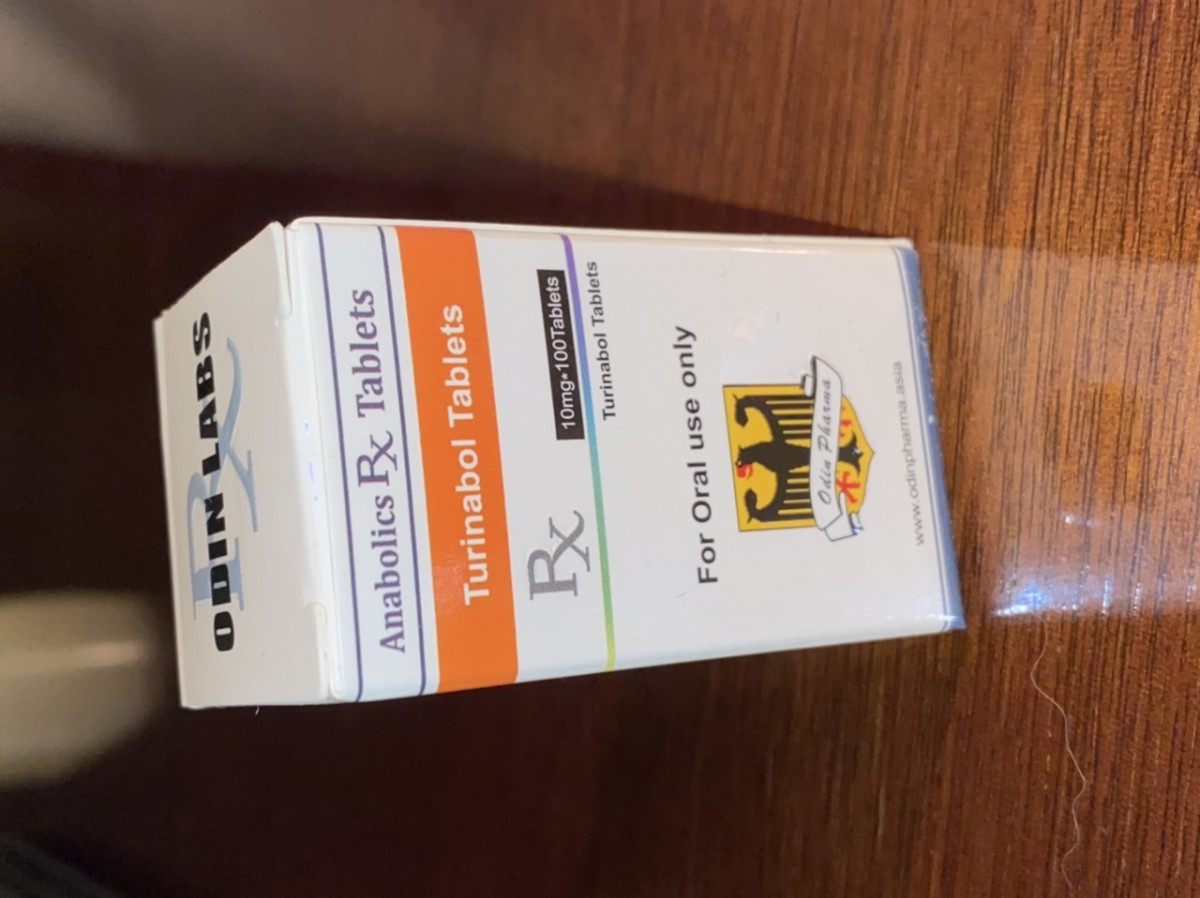 ODIN LABS
Rx
Anabolics Rx Tablets
Turinabol Tablets
10mg*100Tablets
Rx
Turinabol Tablets
For Oral use only
Odin Pharma
www.odinpharma.asia